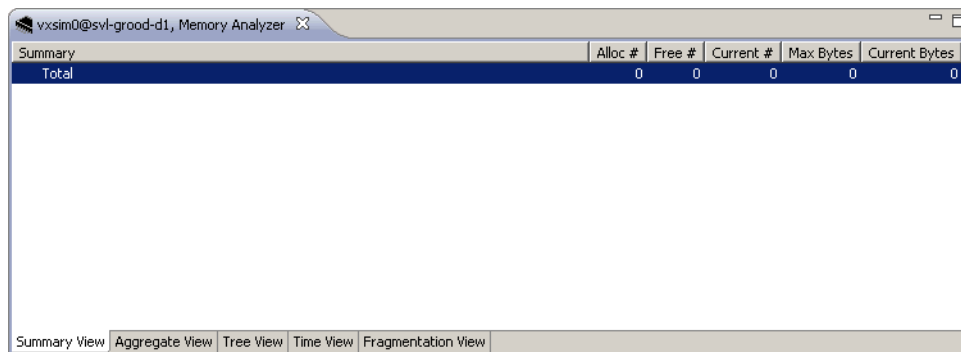 vxsim0@svl-grood-d1, Memory Analyzer
Summary Alloc # Free # Current # Max Bytes Current Bytes
Total 0 0 0 0 0
Summary View Aggregate View Tree View Time View Fragmentation View